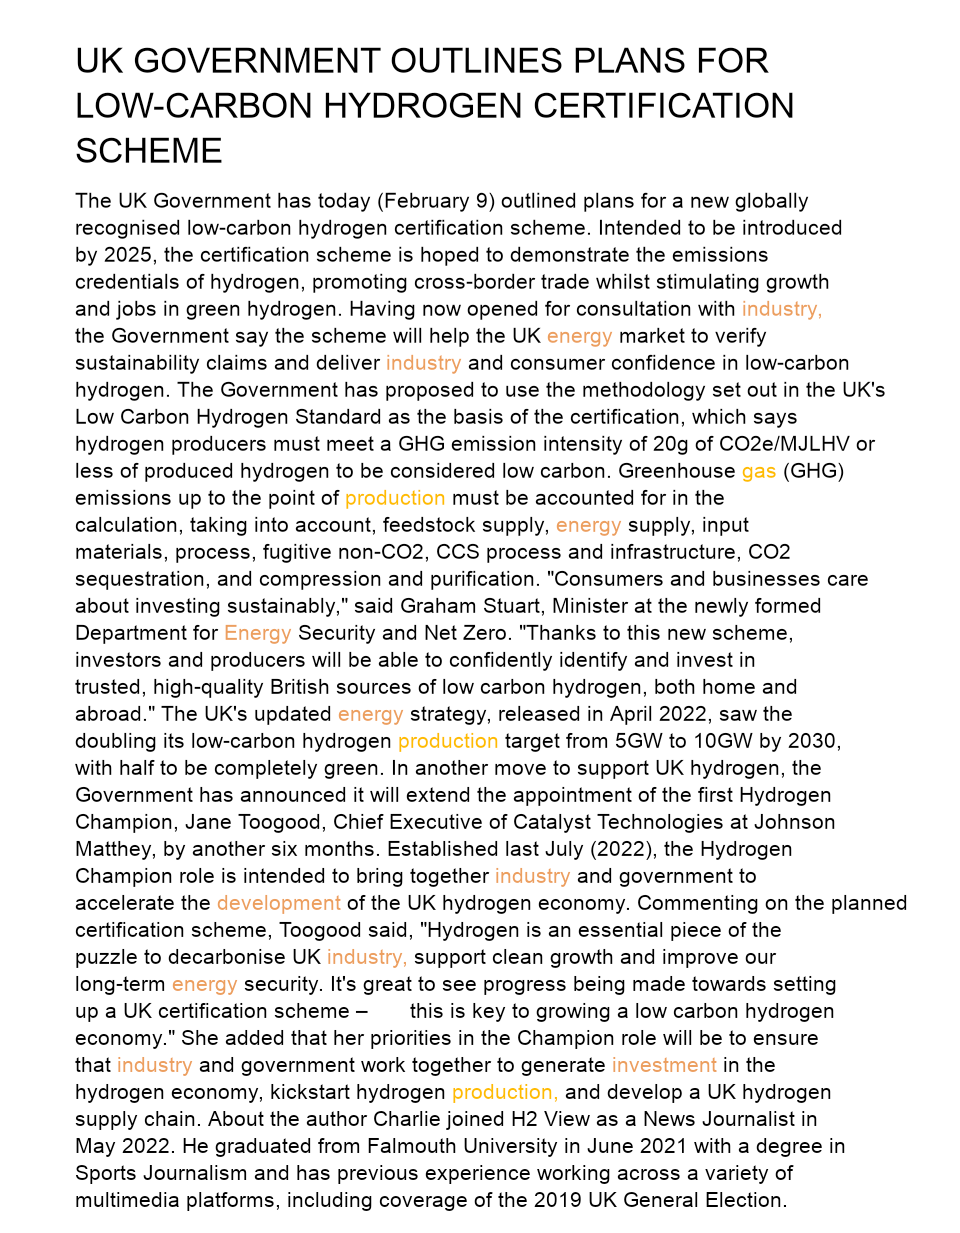 UK GOVERNMENT OUTLINES PLANS FOR
LOW-CARBON HYDROGEN CERTIFICATION
SCHEME
The UK Government has today (February 9) outlined plans for a new globally
recognised low-carbon hydrogen certification scheme. Intended to be introduced
by 2025, the certification scheme is hoped to demonstrate the emissions
credentials of hydrogen, promoting cross-border trade whilst stimulating growth
and jobs in green hydrogen. Having now opened for consultation with industry,
the Government say the scheme will help the UK energy market to verify
sustainability claims and deliver industry and consumer confidence in low-carbon
hydrogen. The Government has proposed to use the methodology set out in the UK's
Low Carbon Hydrogen Standard as the basis of the certification, which says
hydrogen producers must meet a GHG emission intensity of 20g of CO2e/MJLHV or
less of produced hydrogen to be considered low carbon. Greenhouse gas (GHG)
emissions up to the point of production must be accounted for in the
calculation, taking into account, feedstock supply, energy supply, input
materials, process, fugitive non-CO2, CCS process and infrastructure, CO2
sequestration, and compression and purification. "Consumers and businesses care
about investing sustainably," said Graham Stuart, Minister at the newly formed
Department for Energy Security and Net Zero. "Thanks to this new scheme,
investors and producers will be able to confidently identify and invest in
trusted, high-quality British sources of low carbon hydrogen, both home and
abroad." The UK's updated energy strategy, released in April 2022, saw the
doubling its low-carbon hydrogen production target from 5GW to 10GW by 2030,
with half to be completely green. In another move to support UK hydrogen, the
Government has announced it will extend the appointment of the first Hydrogen
Champion, Jane Toogood, Chief Executive of Catalyst Technologies at Johnson
Matthey, by another six months. Established last July (2022), the Hydrogen
Champion role is intended to bring together industry and government to
accelerate the development of the UK hydrogen economy. Commenting on the planned
certification scheme, Toogood said, "Hydrogen is an essential piece of the
puzzle to decarbonise UK industry, support clean growth and improve our
long-term energy security. It's great to see progress being made towards setting
up a UK certification scheme – this is key to growing a low carbon hydrogen
economy." She added that her priorities in the Champion role will be to ensure
that industry and government work together to generate investment in the
hydrogen economy, kickstart hydrogen production, and develop a UK hydrogen
supply chain. About the author Charlie joined H2 View as a News Journalist in
May 2022. He graduated from Falmouth University in June 2021 with a degree in
Sports Journalism and has previous experience working across a variety of
multimedia platforms, including coverage of the 2019 UK General Election.